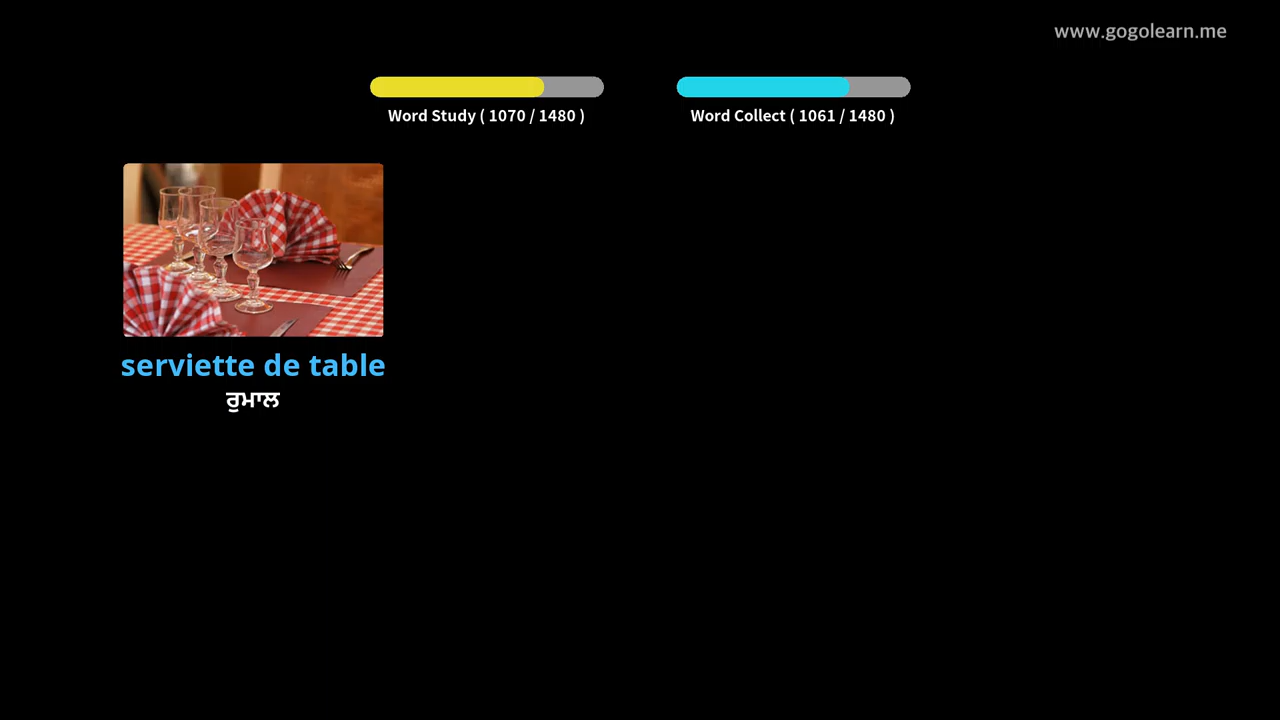 www.gogolearn.me
Word Study ( 1070 / 1480 )
Word Collect ( 1061 / 1480 )
serviette de table
ਰੁਮਾਲ